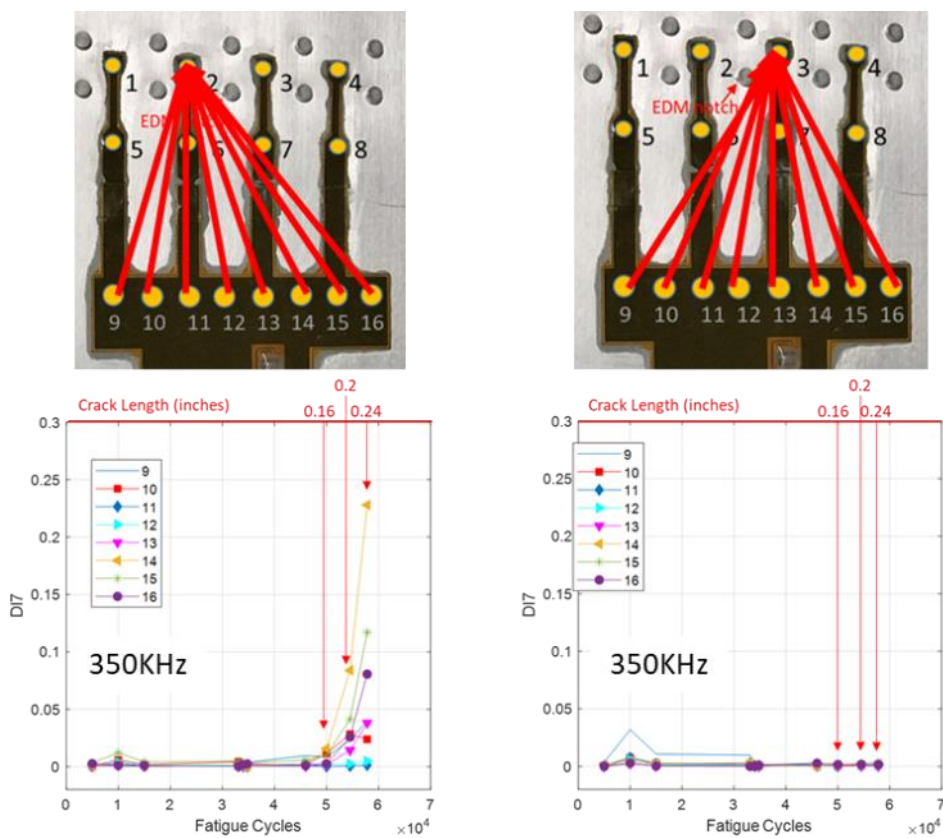 1 2 3 4
EDM
5 6 7 8
9 10 11 12 13 14 15 16
1 2 3 4
EDM notch
5 6 7 8
9 10 11 12 13 14 15 16
Crack Length (inches)
0.16
0.2
0.24
0.3
0.25
0.2
0.15
0.1
0.05
0
DI7
9
10
11
12
13
14
15
16
350KHz
0 1 2 3 4 5 6 7
Fatigue Cycles
×10⁴
Crack Length (inches)
0.16
0.2
0.24
0.3
0.25
0.2
0.15
0.1
0.05
0
DI7
9
10
11
12
13
14
15
16
350KHz
0 1 2 3 4 5 6 7
Fatigue Cycles
×10⁴